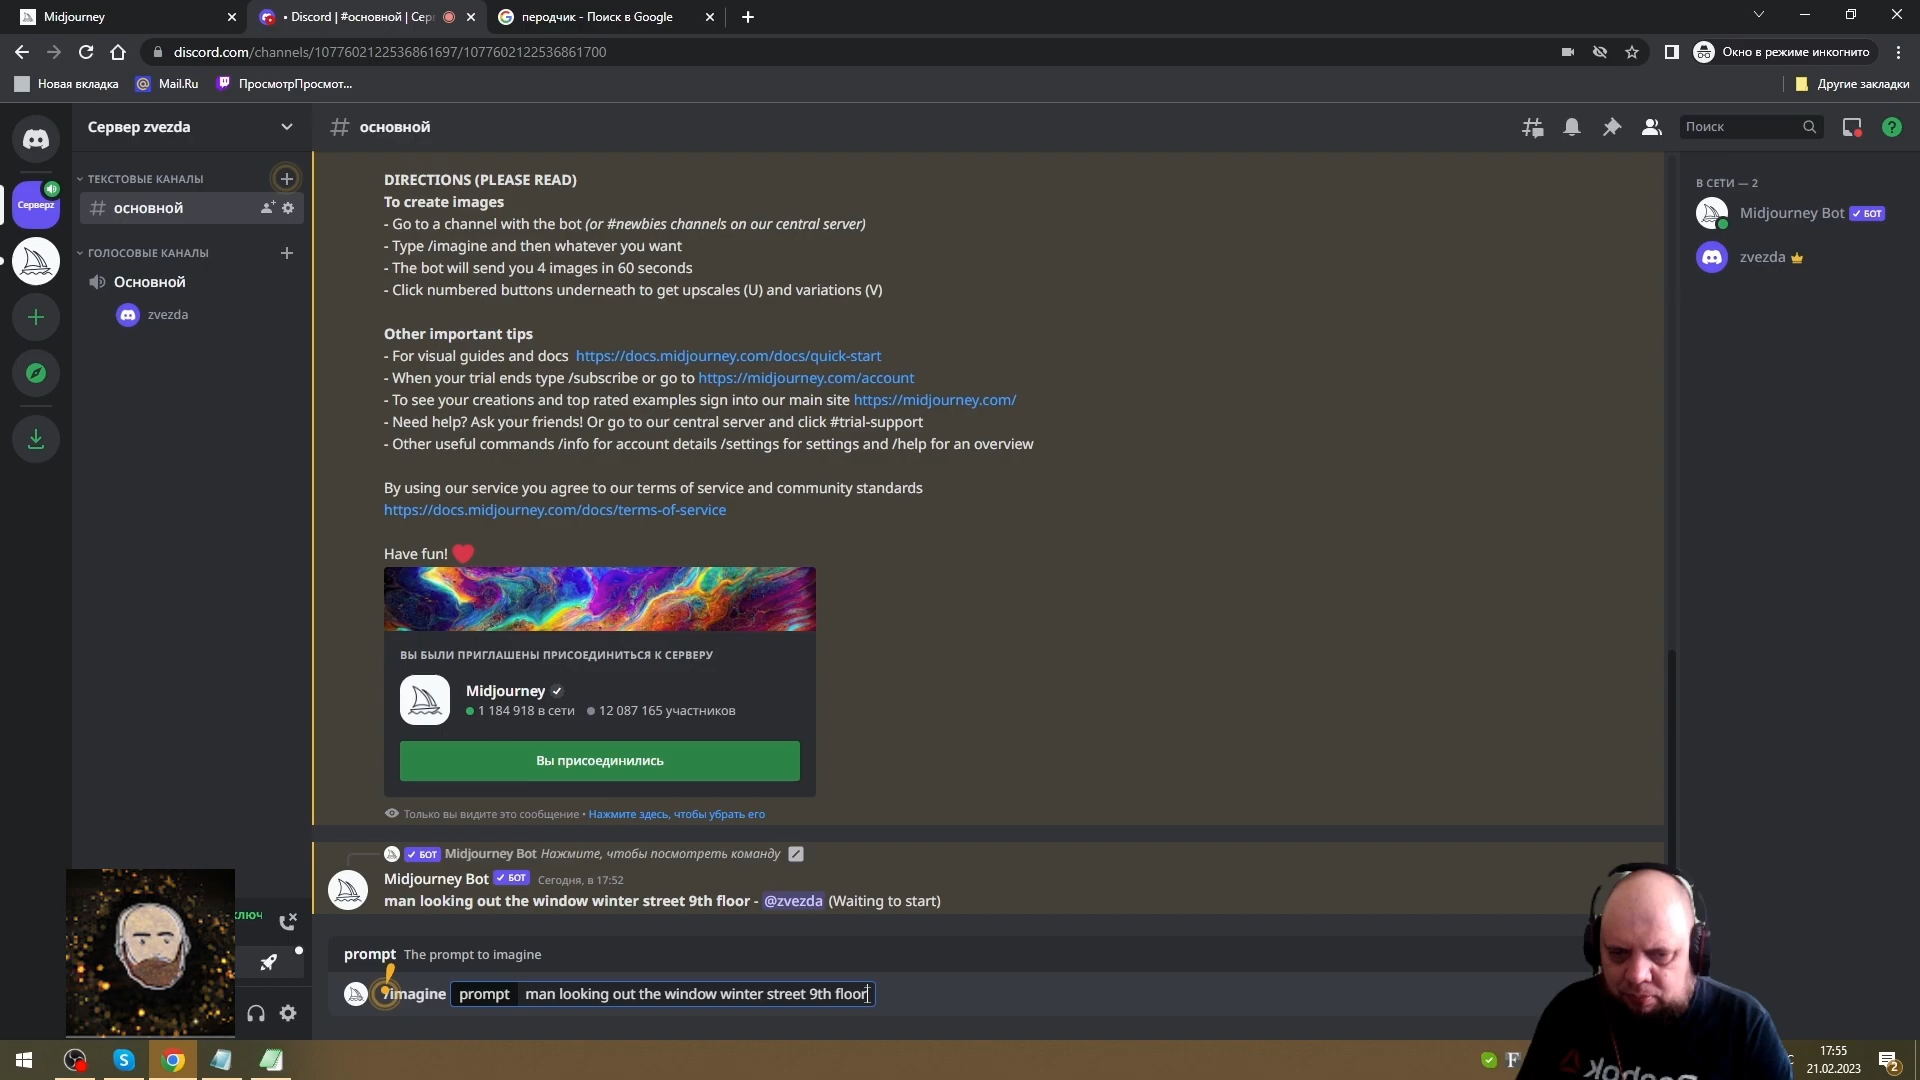 Midjourney
• Discord | #основной | Сер
перодчик - Поиск в Google
discord.com/channels/1077602122536861697/1077602122536861700
Окно в режиме инкогнито
Новая вкладка
Mail.Ru
ПросмотрПросмот...
Другие закладки
Сервер zvezda
основной
Поиск
ТЕКСТОВЫЕ КАНАЛЫ
основной
ГОЛОСОВЫЕ КАНАЛЫ
Основной
zvezda
Серверz
DIRECTIONS (PLEASE READ)
To create images
- Go to a channel with the bot (or #newbies channels on our central server)
- Type /imagine and then whatever you want
- The bot will send you 4 images in 60 seconds
- Click numbered buttons underneath to get upscales (U) and variations (V)
Other important tips
- For visual guides and docs https://docs.midjourney.com/docs/quick-start
- When your trial ends type /subscribe or go to https://midjourney.com/account
- To see your creations and top rated examples sign into our main site https://midjourney.com/
- Need help? Ask your friends! Or go to our central server and click #trial-support
- Other useful commands /info for account details /settings for settings and /help for an overview
By using our service you agree to our terms of service and community standards
https://docs.midjourney.com/docs/terms-of-service
Have fun!
ВЫ БЫЛИ ПРИГЛАШЕНЫ ПРИСОЕДИНИТЬСЯ К СЕРВЕРУ
Midjourney
1 184 918 в сети 12 087 165 участников
Вы присоединились
Только вы видите это сообщение • Нажмите здесь, чтобы убрать его
БОТ Midjourney Bot Нажмите, чтобы посмотреть команду
Midjourney Bot БОТ Сегодня, в 17:52
man looking out the window winter street 9th floor - @zvezda (Waiting to start)
prompt The prompt to imagine
/imagine prompt man looking out the window winter street 9th floor
В СЕТИ — 2
Midjourney Bot БОТ
zvezda
ключ
17:55
21.02.2023
2